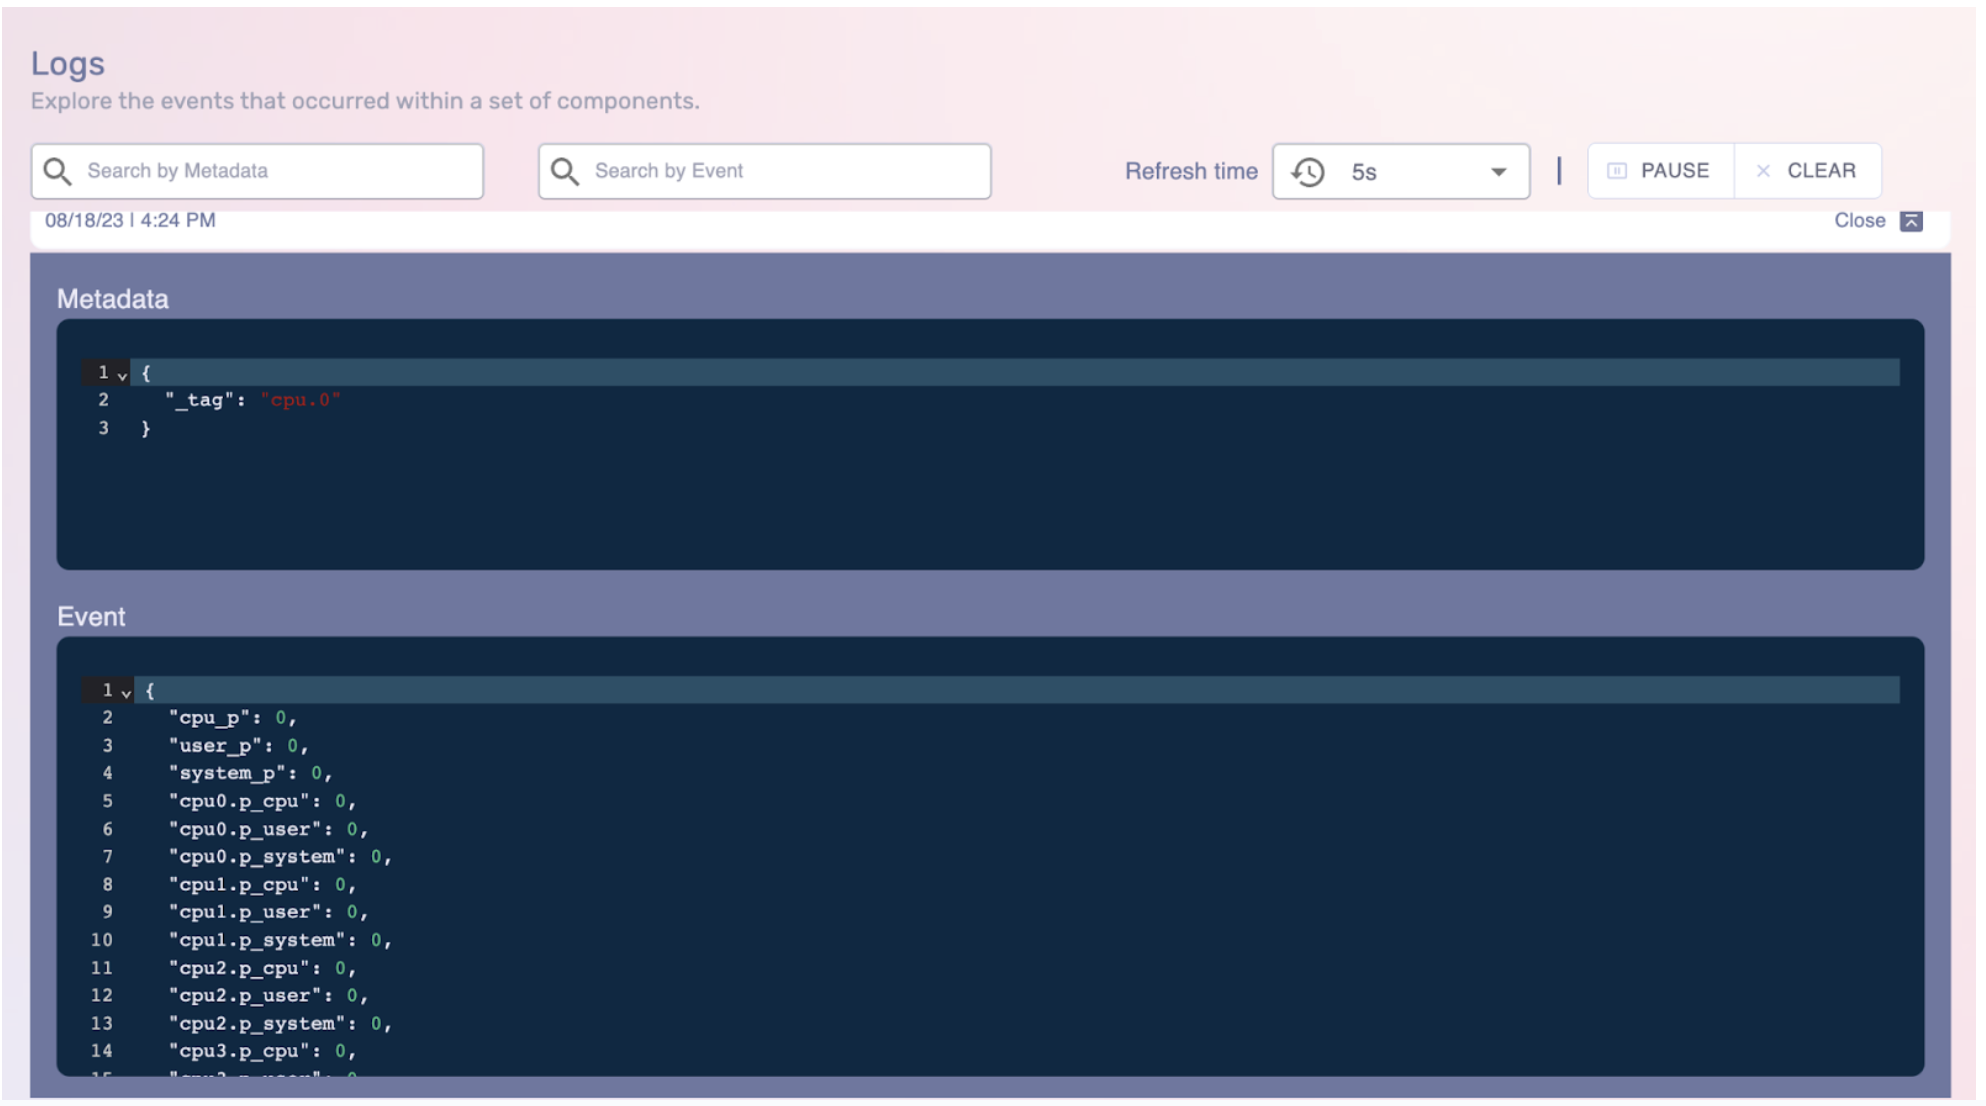 Logs
Explore the events that occurred within a set of components.
Search by Metadata
Search by Event
Refresh time
5s
PAUSE
CLEAR
08/18/23 | 4:24 PM
Close
Metadata
1 {
2 "_tag": "cpu.0"
3 }
Event
1 {
2 "cpu_p": 0,
3 "user_p": 0,
4 "system_p": 0,
5 "cpu0.p_cpu": 0,
6 "cpu0.p_user": 0,
7 "cpu0.p_system": 0,
8 "cpu1.p_cpu": 0,
9 "cpu1.p_user": 0,
10 "cpu1.p_system": 0,
11 "cpu2.p_cpu": 0,
12 "cpu2.p_user": 0,
13 "cpu2.p_system": 0,
14 "cpu3.p_cpu": 0,